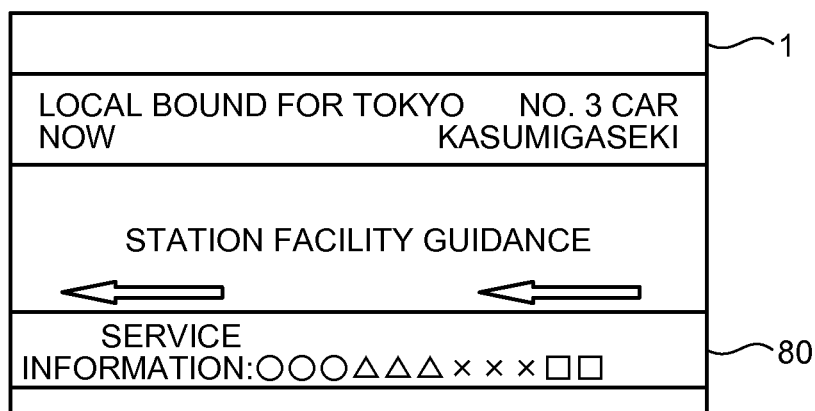 1
LOCAL BOUND FOR TOKYO NO. 3 CAR
NOW KASUMIGASEKI
STATION FACILITY GUIDANCE
SERVICE
INFORMATION:○○○△△△×××□□
80